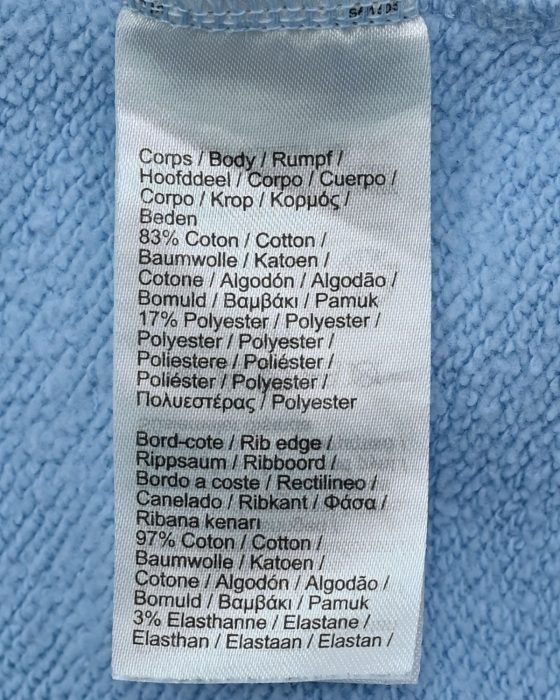 Corps / Body / Rumpf /
Hoofddeel / Corpo / Cuerpo /
Corpo / Krop / Κορμός /
Beden
83% Coton / Cotton /
Baumwolle / Katoen /
Cotone / Algodón / Algodão /
Bomuld / Βαμβάκι / Pamuk
17% Polyester / Polyester /
Polyester / Polyester /
Poliestere / Poliéster /
Poliéster / Polyester /
Πολυεστέρας / Polyester
Bord-cote / Rib edge /
Rippsaum / Ribboord /
Bordo a coste / Rectilineo /
Canelado / Ribkant / Φάσα /
Ribana kenarı
97% Coton / Cotton /
Baumwolle / Katoen /
Cotone / Algodón / Algodão /
Bomuld / Βαμβάκι / Pamuk
3% Elasthanne / Elastane /
Elasthan / Elastaan / Elastan /